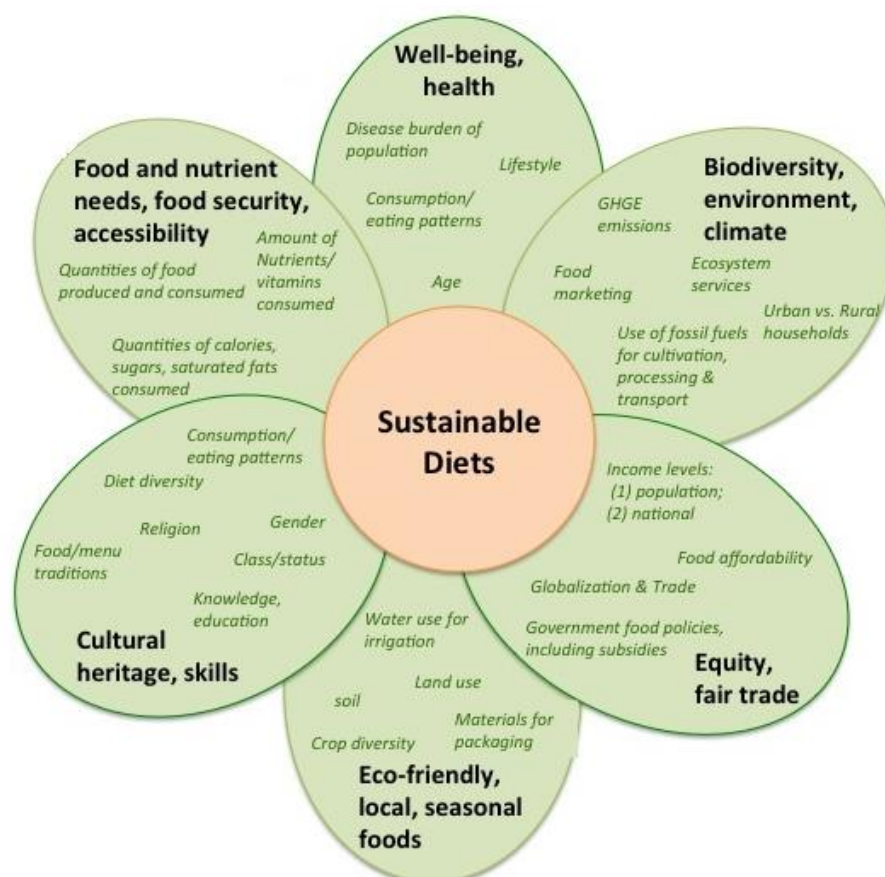 Well-being,
health
Disease burden of
population
Lifestyle
Consumption/
eating patterns
Age
Food and nutrient
needs, food security,
accessibility
Amount of
Nutrients/
vitamins
consumed
Quantities of food
produced and consumed
Quantities of calories,
sugars, saturated fats
consumed
Biodiversity,
environment,
climate
GHGE
emissions
Ecosystem
services
Food
marketing
Urban vs. Rural
households
Use of fossil fuels
for cultivation,
processing &
transport
Sustainable
Diets
Consumption/
eating patterns
Diet diversity
Religion
Gender
Food/menu
traditions
Class/status
Knowledge,
education
Cultural
heritage, skills
Income levels:
(1) population;
(2) national
Food affordability
Globalization & Trade
Government food policies,
including subsidies
Equity,
fair trade
Water use for
irrigation
Land use
soil
Materials for
packaging
Crop diversity
Eco-friendly,
local, seasonal
foods